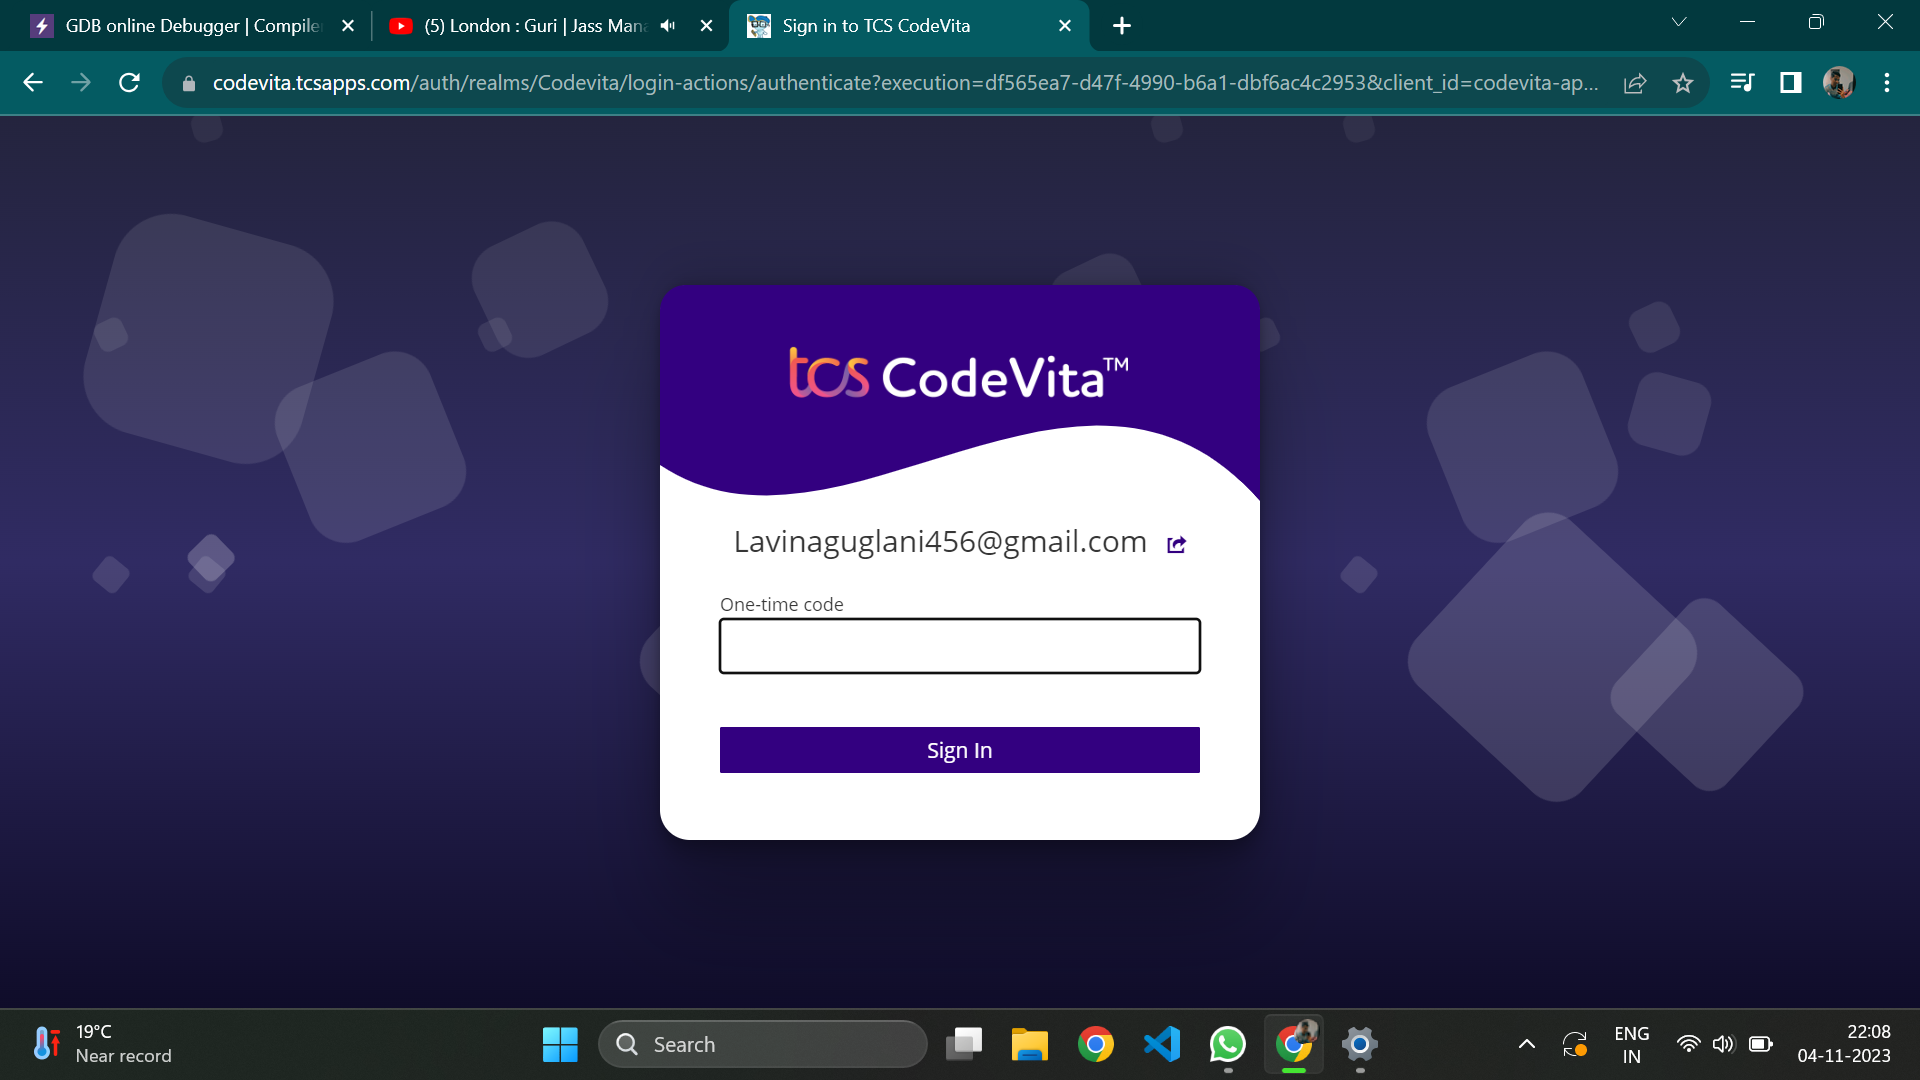 GDB online Debugger | Compiler
(5) London : Guri | Jass Mana
Sign in to TCS CodeVita
codevita.tcsapps.com/auth/realms/Codevita/login-actions/authenticate?execution=df565ea7-d47f-4990-b6a1-dbf6ac4c2953&client_id=codevita-ap...
tcs CodeVita™
Lavinaguglani456@gmail.com
One-time code
Sign In
19°C
Near record
Search
ENG
IN
22:08
04-11-2023